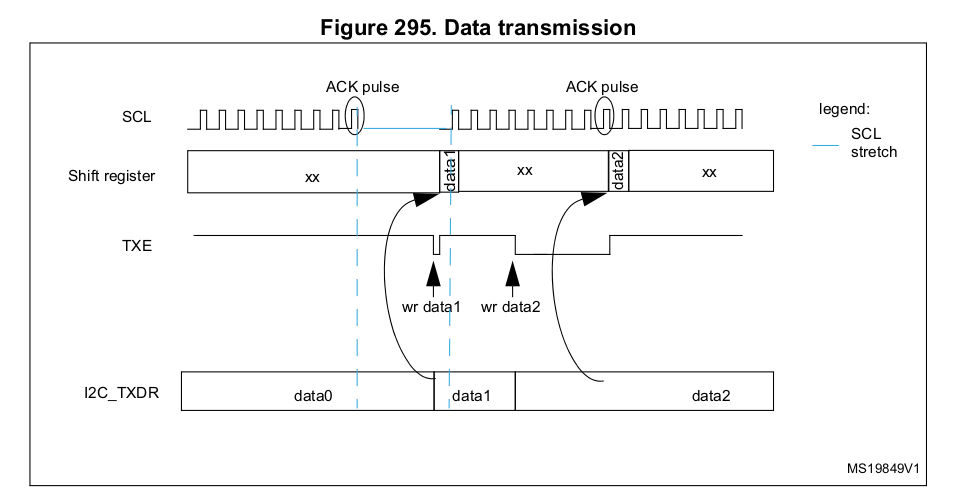 Figure 295. Data transmission
ACK pulse
ACK pulse
legend:
SCL
SCL
stretch
Shift register
xx
data1
xx
data2
xx
TXE
wr data1
wr data2
I2C_TXDR
data0
data1
data2
MS19849V1